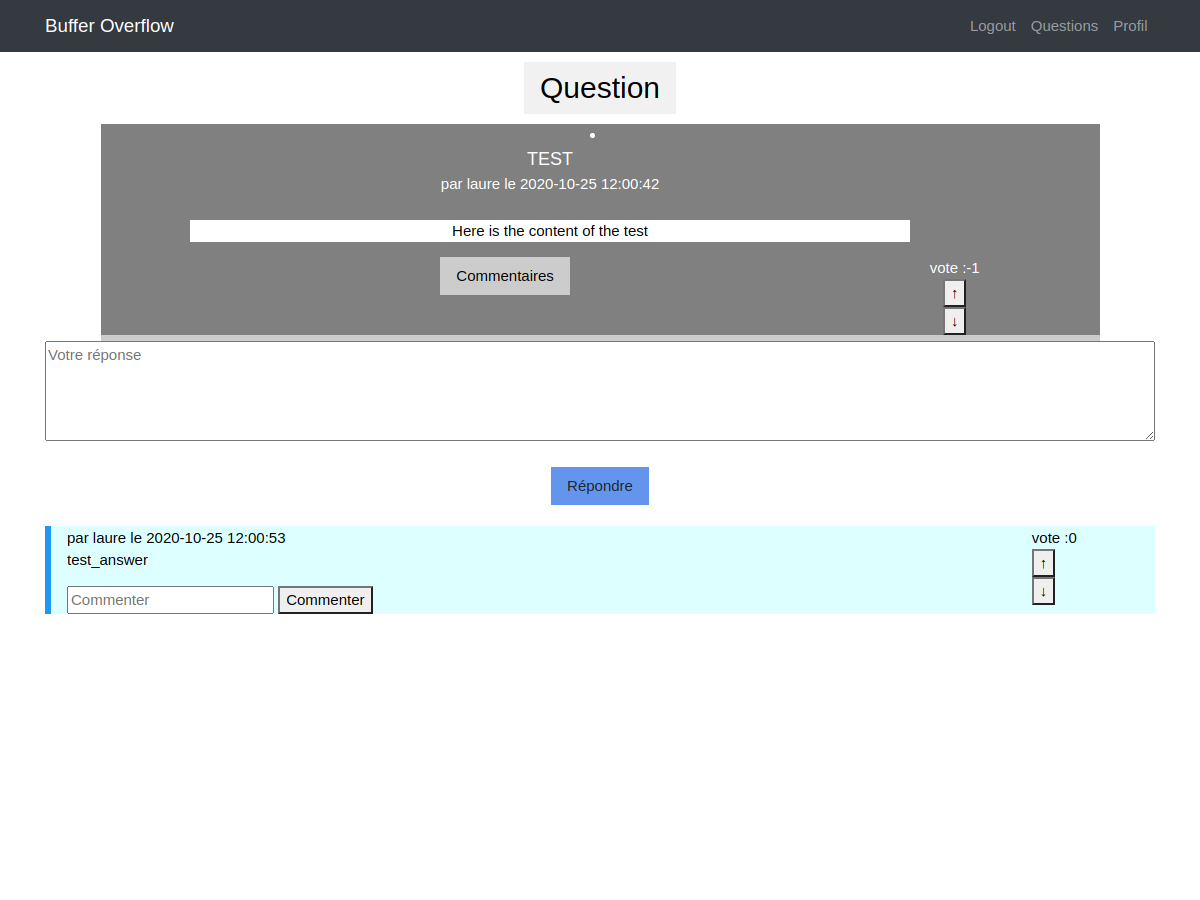 Buffer Overflow
Logout Questions Profil
Question
TEST
par laure le 2020-10-25 12:00:42
Here is the content of the test
Commentaires
vote :-1
↑
↓
Votre réponse
Répondre
par laure le 2020-10-25 12:00:53
vote :0
test_answer
↑
↓
Commenter Commenter